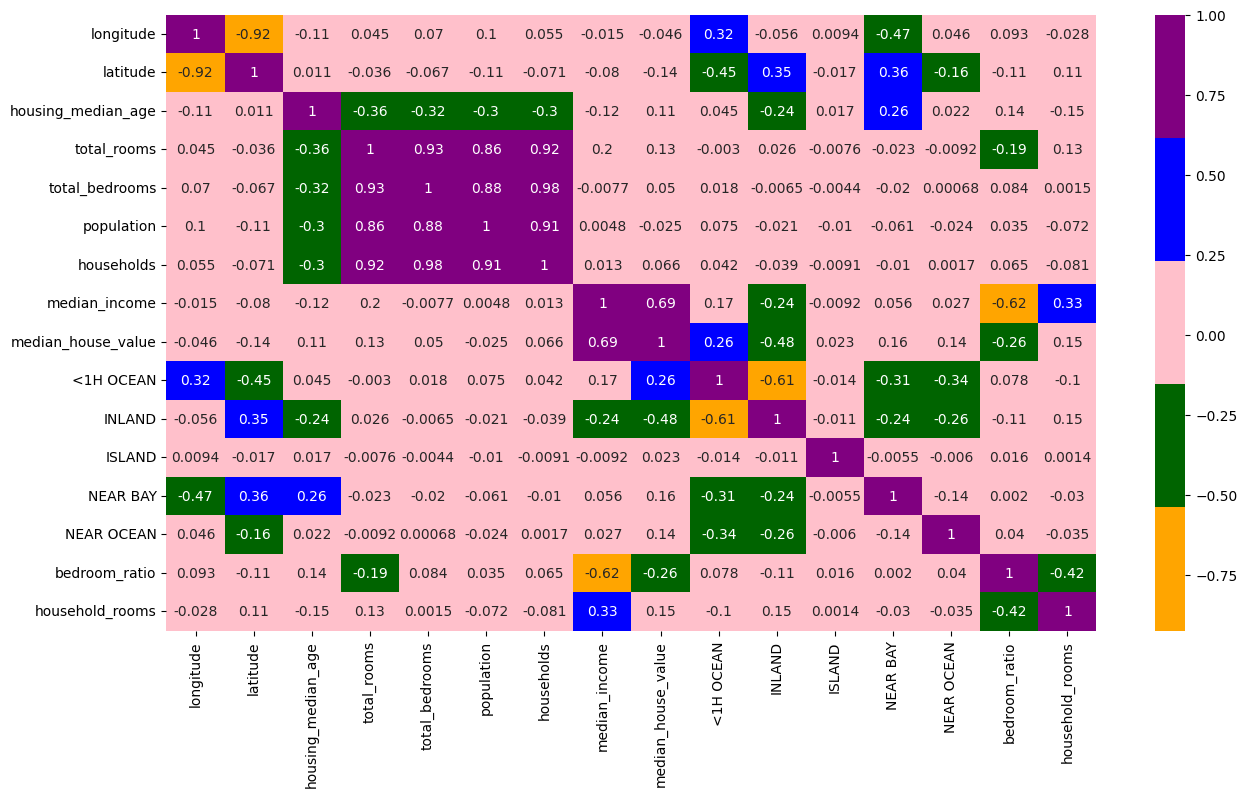 longitude 1 -0.92 -0.11 0.045 0.07 0.1 0.055 -0.015 -0.046 0.32 -0.056 0.0094 -0.47 0.046 0.093 -0.028
latitude -0.92 1 0.011 -0.036 -0.067 -0.11 -0.071 -0.08 -0.14 -0.45 0.35 -0.017 0.36 -0.16 -0.11 0.11
housing_median_age -0.11 0.011 1 -0.36 -0.32 -0.3 -0.3 -0.12 0.11 0.045 -0.24 0.017 0.26 0.022 0.14 -0.15
total_rooms 0.045 -0.036 -0.36 1 0.93 0.86 0.92 0.2 0.13 -0.003 0.026 -0.0076 -0.023 -0.0092 -0.19 0.13
total_bedrooms 0.07 -0.067 -0.32 0.93 1 0.88 0.98 -0.0077 0.05 0.018 -0.0065 -0.0044 -0.02 0.00068 0.084 0.0015
population 0.1 -0.11 -0.3 0.86 0.88 1 0.91 0.0048 -0.025 0.075 -0.021 -0.01 -0.061 -0.024 0.035 -0.072
households 0.055 -0.071 -0.3 0.92 0.98 0.91 1 0.013 0.066 0.042 -0.039 -0.0091 -0.01 0.0017 0.065 -0.081
median_income -0.015 -0.08 -0.12 0.2 -0.0077 0.0048 0.013 1 0.69 0.17 -0.24 -0.0092 0.056 0.027 -0.62 0.33
median_house_value -0.046 -0.14 0.11 0.13 0.05 -0.025 0.066 0.69 1 0.26 -0.48 0.023 0.16 0.14 -0.26 0.15
<1H OCEAN 0.32 -0.45 0.045 -0.003 0.018 0.075 0.042 0.17 0.26 1 -0.61 -0.014 -0.31 -0.34 0.078 -0.1
INLAND -0.056 0.35 -0.24 0.026 -0.0065 -0.021 -0.039 -0.24 -0.48 -0.61 1 -0.011 -0.24 -0.26 -0.11 0.15
ISLAND 0.0094 -0.017 0.017 -0.0076 -0.0044 -0.01 -0.0091 -0.0092 0.023 -0.014 -0.011 1 -0.0055 -0.006 0.016 0.0014
NEAR BAY -0.47 0.36 0.26 -0.023 -0.02 -0.061 -0.01 0.056 0.16 -0.31 -0.24 -0.0055 1 -0.14 0.002 -0.03
NEAR OCEAN 0.046 -0.16 0.022 -0.0092 0.00068 -0.024 0.0017 0.027 0.14 -0.34 -0.26 -0.006 -0.14 1 0.04 -0.035
bedroom_ratio 0.093 -0.11 0.14 -0.19 0.084 0.035 0.065 -0.62 -0.26 0.078 -0.11 0.016 0.002 0.04 1 -0.42
household_rooms -0.028 0.11 -0.15 0.13 0.0015 -0.072 -0.081 0.33 0.15 -0.1 0.15 0.0014 -0.03 -0.035 -0.42 1
longitude
latitude
housing_median_age
total_rooms
total_bedrooms
population
households
median_income
median_house_value
<1H OCEAN
INLAND
ISLAND
NEAR BAY
NEAR OCEAN
bedroom_ratio
household_rooms
1.00
0.75
0.50
0.25
0.00
−0.25
−0.50
−0.75